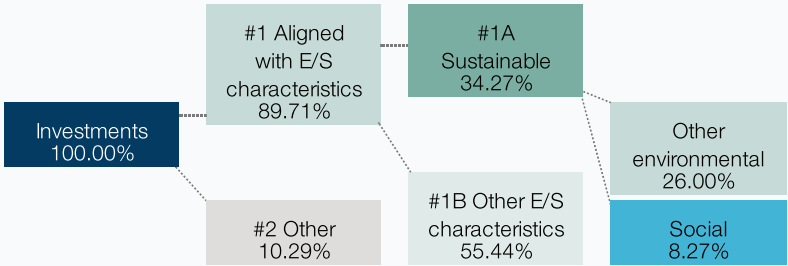 Investments
100.00%
#1 Aligned
with E/S
characteristics
89.71%
#2 Other
10.29%
#1A
Sustainable
34.27%
#1B Other E/S
characteristics
55.44%
Other
environmental
26.00%
Social
8.27%